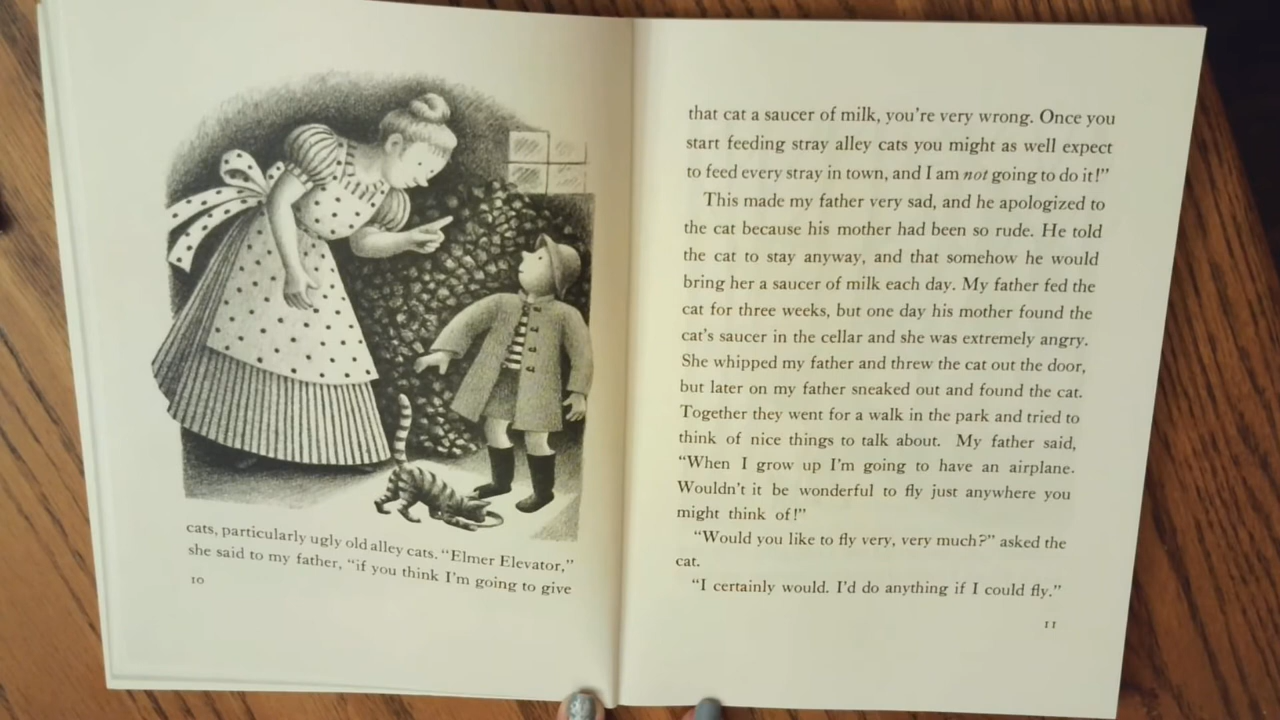 cats, particularly ugly old alley cats. “Elmer Elevator,”
she said to my father, “if you think I'm going to give
10
that cat a saucer of milk, you're very wrong. Once you
start feeding stray alley cats you might as well expect
to feed every stray in town, and I am not going to do it!”
This made my father very sad, and he apologized to
the cat because his mother had been so rude. He told
the cat to stay anyway, and that somehow he would
bring her a saucer of milk each day. My father fed the
cat for three weeks, but one day his mother found the
cat's saucer in the cellar and she was extremely angry.
She whipped my father and threw the cat out the door,
but later on my father sneaked out and found the cat.
Together they went for a walk in the park and tried to
think of nice things to talk about. My father said,
“When I grow up I'm going to have an airplane.
Wouldn't it be wonderful to fly just anywhere you
might think of!”
“Would you like to fly very, very much?” asked the
cat.
“I certainly would. I'd do anything if I could fly.”
11